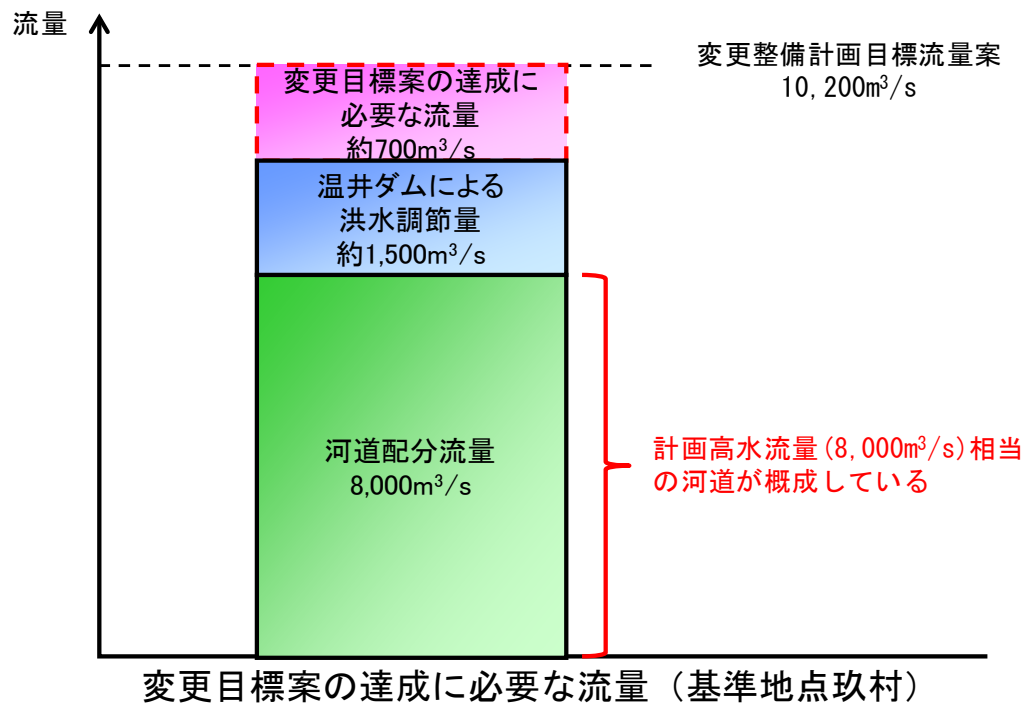 流量
変更整備計画目標流量案
10,200m³/s
変更目標案の達成に
必要な流量
約700m³/s
温井ダムによる
洪水調節量
約1,500m³/s
河道配分流量
8,000m³/s
計画高水流量(8,000m³/s)相当
の河道が概成している
変更目標案の達成に必要な流量（基準地点玖村）